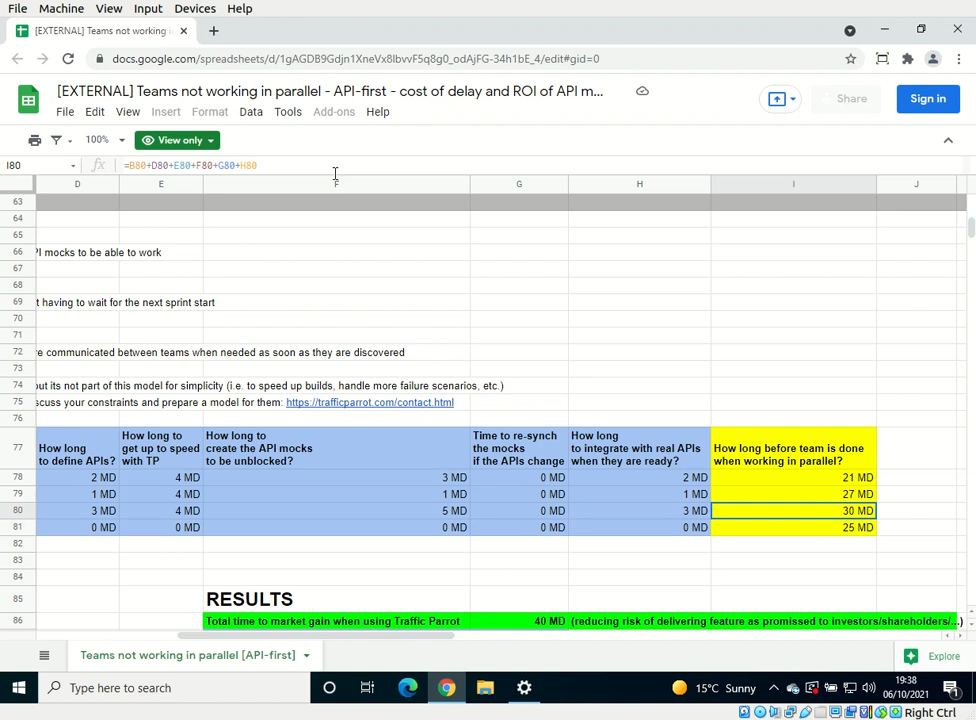 File Machine View Input Devices Help
[EXTERNAL] Teams not working in
docs.google.com/spreadsheets/d/1gAGDB9Gdjn1XneVx8lbvvF5q8g0_odAjFG-34h1bE_4/edit#gid=0
[EXTERNAL] Teams not working in parallel - API-first - cost of delay and ROI of API m...
Share
Sign in
File Edit View Insert Format Data Tools Add-ons Help
100% View only
I80 fx =B80+D80+E80+F80+G80+H80
D E F G H I J
63
64
65
66 PI mocks to be able to work
67
68
69 t having to wait for the next sprint start
70
71
72 re communicated between teams when needed as soon as they are discovered
73
74 out its not part of this model for simplicity (i.e. to speed up builds, handle more failure scenarios, etc.)
75 scuss your constraints and prepare a model for them: https://trafficparrot.com/contact.html
76
77 How long to define APIs? How long to get up to speed with TP How long to create the API mocks to be unblocked? Time to re-synch the mocks if the APIs change How long to integrate with real APIs when they are ready? How long before team is done when working in parallel?
78 2 MD 4 MD 3 MD 0 MD 2 MD 21 MD
79 1 MD 4 MD 1 MD 0 MD 1 MD 27 MD
80 3 MD 4 MD 5 MD 0 MD 3 MD 30 MD
81 0 MD 0 MD 0 MD 0 MD 0 MD 25 MD
82
83
84
85 RESULTS
86 Total time to market gain when using Traffic Parrot 40 MD (reducing risk of delivering feature as promissed to investors/shareholders/...)
Teams not working in parallel [API-first]
Explore
Type here to search
15°C Sunny
19:38
06/10/2021
1
Right Ctrl